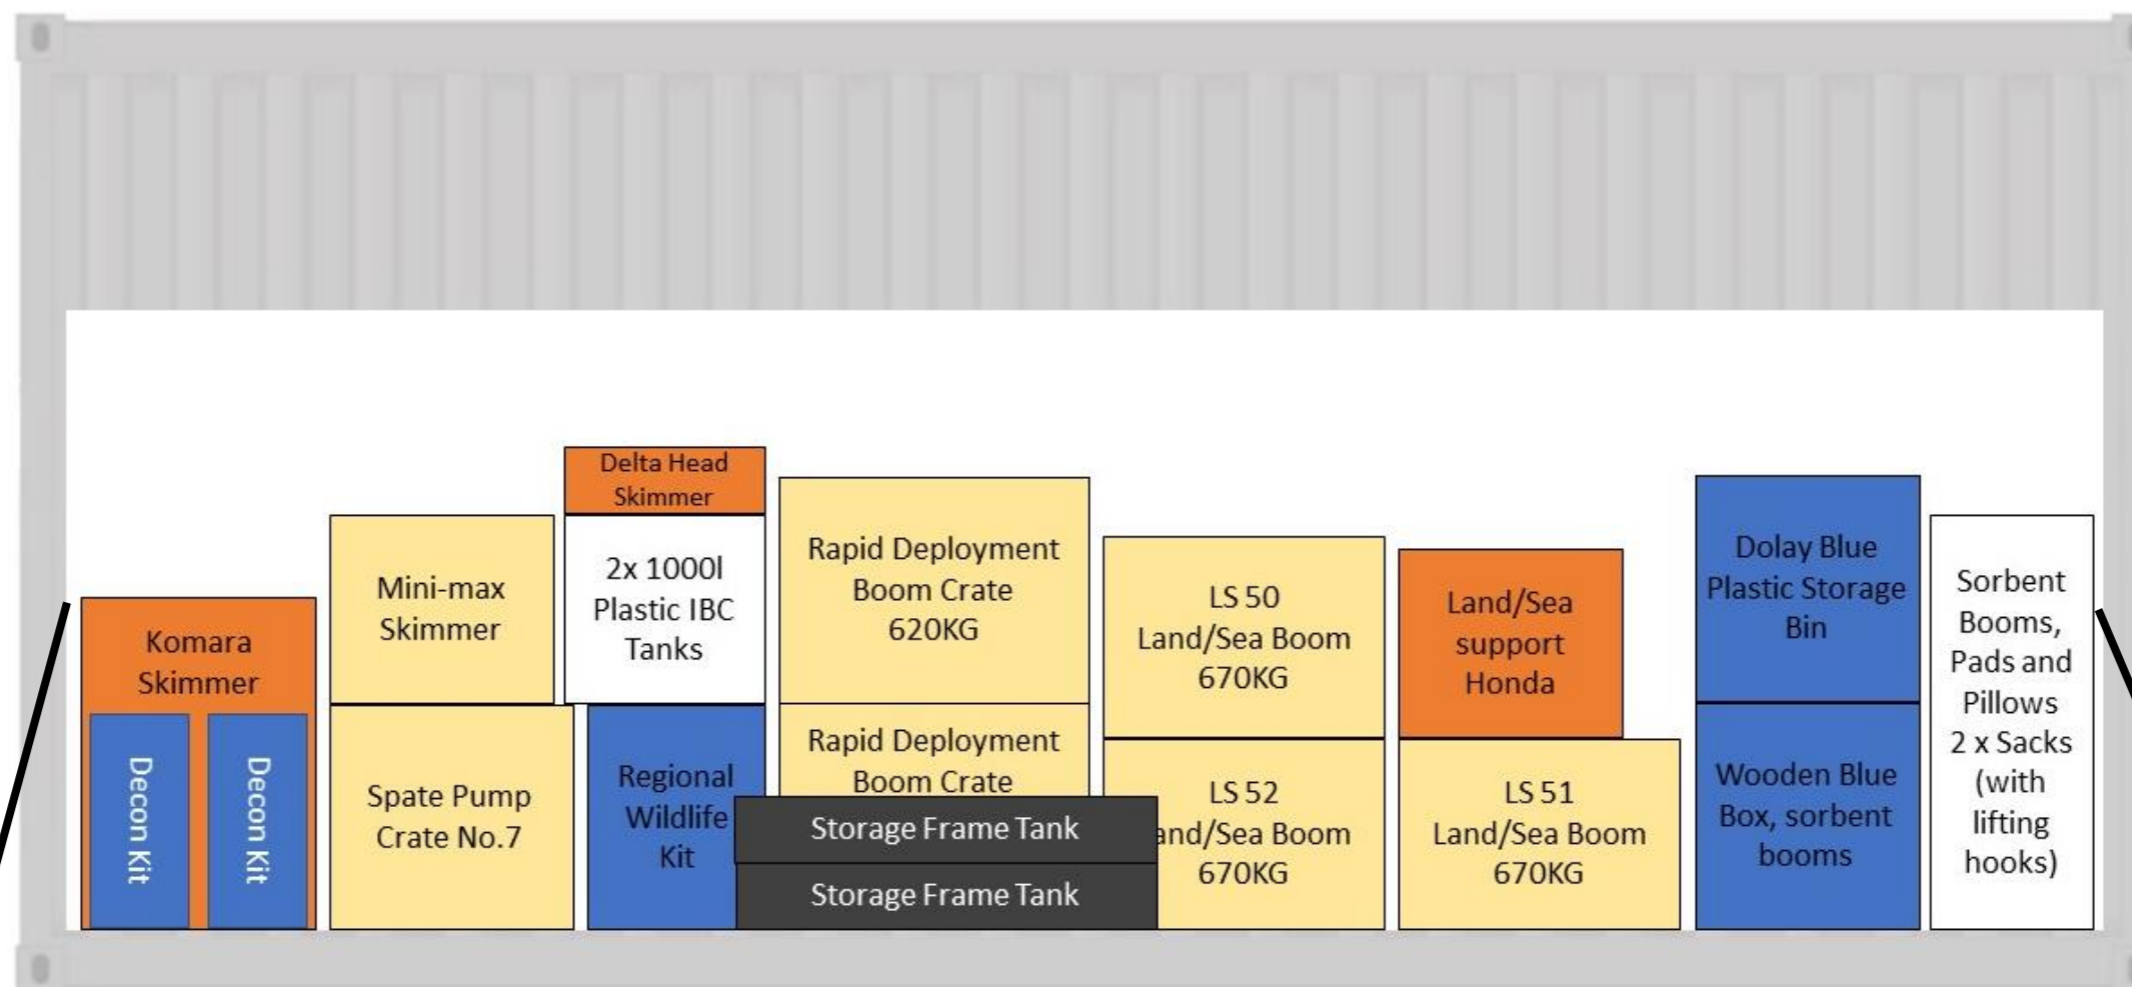 Komara
Skimmer
Decon Kit
Decon Kit
Mini-max
Skimmer
Spate Pump
Crate No.7
Delta Head
Skimmer
2x 1000l
Plastic IBC
Tanks
Regional
Wildlife
Kit
Rapid Deployment
Boom Crate
620KG
Rapid Deployment
Boom Crate
Storage Frame Tank
Storage Frame Tank
LS 50
Land/Sea Boom
670KG
LS 52
and/Sea Boom
670KG
Land/Sea
support
Honda
LS 51
Land/Sea Boom
670KG
Dolay Blue
Plastic Storage
Bin
Wooden Blue
Box, sorbent
booms
Sorbent
Booms,
Pads and
Pillows
2 x Sacks
(with
lifting
hooks)